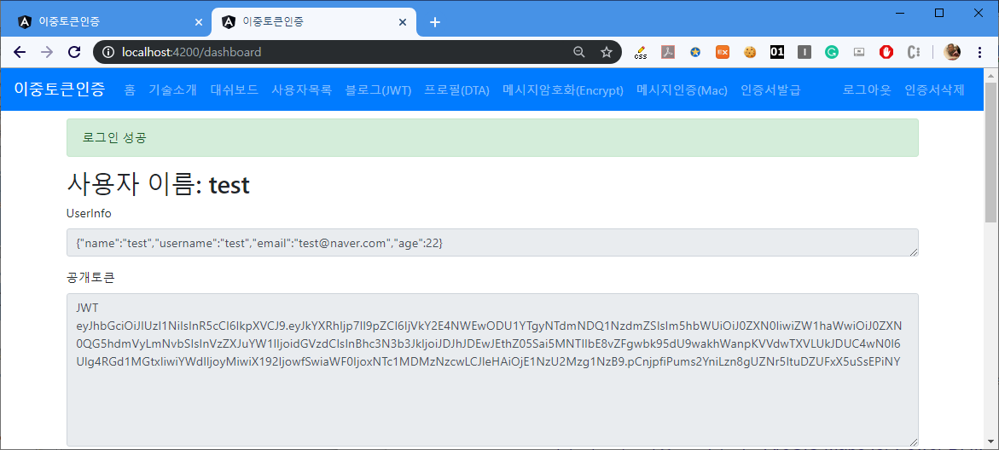 이중토큰인증
이중토큰인증
localhost:4200/dashboard
css
EX
01
I
이중토큰인증 홈 기술소개 대쉬보드 사용자목록 블로그(JWT) 프로필(DTA) 메시지암호화(Encrypt) 메시지인증(Mac) 인증서발급 로그아웃 인증서삭제
로그인 성공
사용자 이름: test
UserInfo
{"name":"test","username":"test","email":"test@naver.com","age":22}
공개토큰
JWT
eyJhbGciOiJIUzI1NiIsInR5cCI6IkpXVCJ9.eyJkYXRhIjp7Il9pZCI6IjVkY2E4NWEwODU1YTgyNTdmNDQ1NzdmZSIsIm5hbWUiOiJ0ZXN0IiwiZW1haWwiOiJ0ZXN